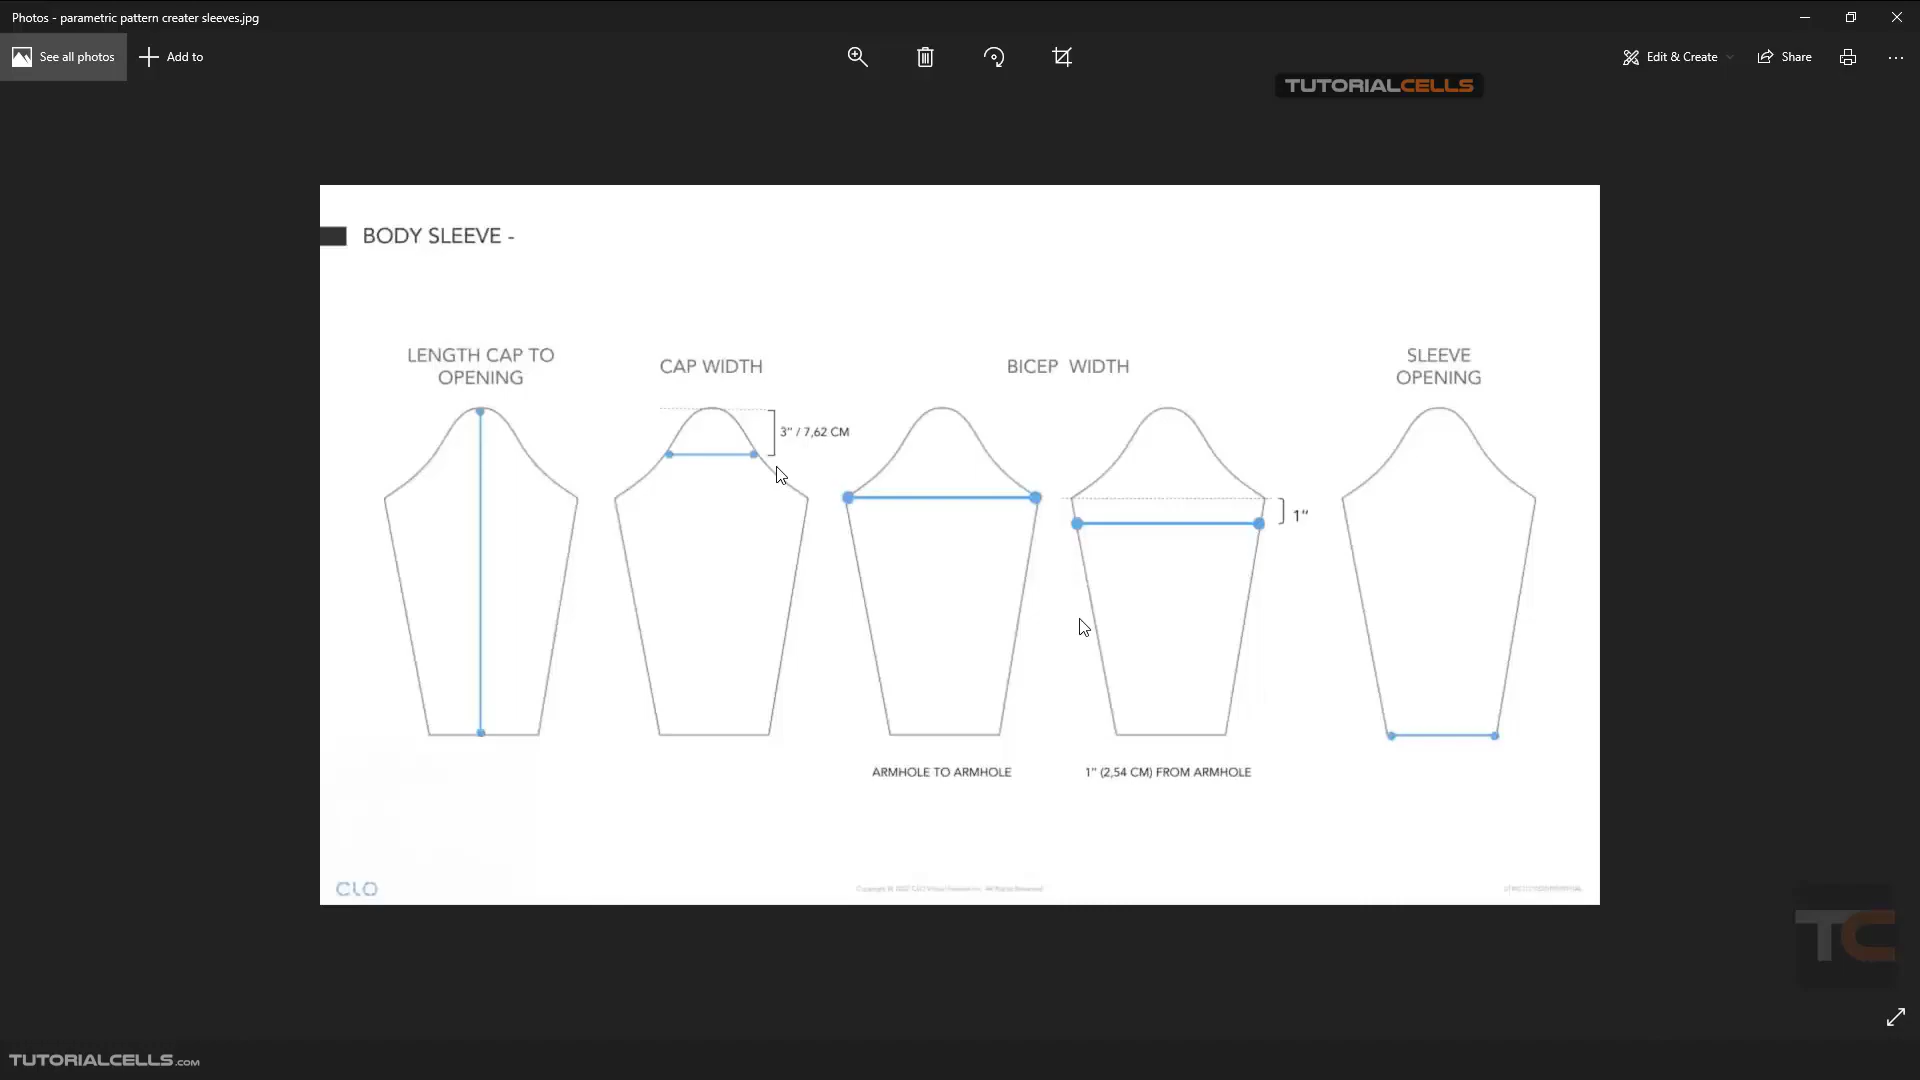 Photos - parametric pattern creater sleeves.jpg
See all photos
Add to
Edit & Create
Share
TUTORIALCELLS
BODY SLEEVE -
LENGTH CAP TO
OPENING
CAP WIDTH
BICEP WIDTH
SLEEVE
OPENING
3" / 7,62 CM
1"
ARMHOLE TO ARMHOLE
1" (2,54 CM) FROM ARMHOLE
CLO
TC
TUTORIALCELLS.COM